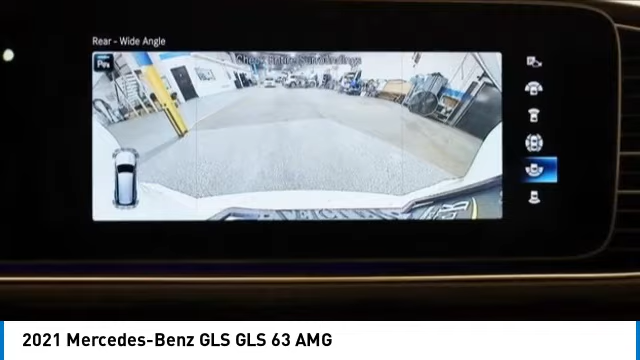 Rear - Wide Angle
Check Entire Surroundings
2021 Mercedes-Benz GLS GLS 63 AMG